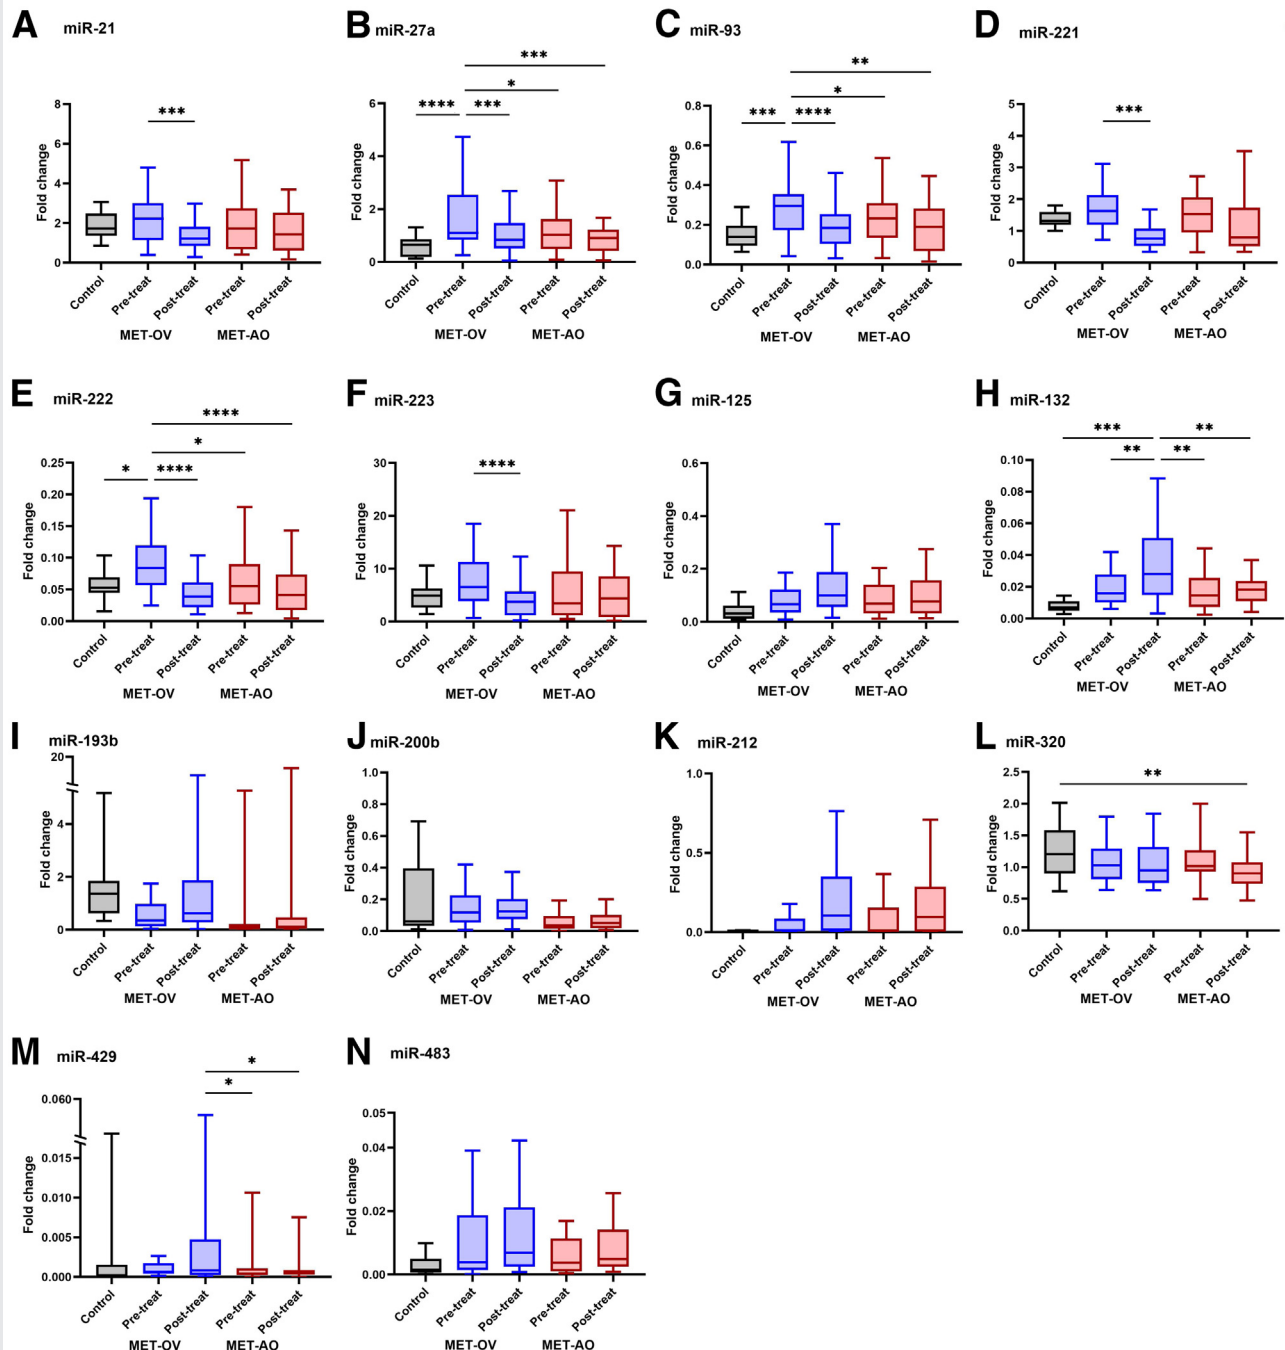 A miR-21
Fold change
8
6
4
2
0
***
Control Pre-treat Post-treat Pre-treat Post-treat
MET-OV MET-AO
B miR-27a
Fold change
6
4
2
0
***
*
**** ***
Control Pre-treat Post-treat Pre-treat Post-treat
MET-OV MET-AO
C miR-93
Fold change
0.8
0.6
0.4
0.2
0.0
**
*
*** ****
Control Pre-treat Post-treat Pre-treat Post-treat
MET-OV MET-AO
D miR-221
Fold change
5
4
3
2
1
0
***
Control Pre-treat Post-treat Pre-treat Post-treat
MET-OV MET-AO
E miR-222
Fold change
0.25
0.20
0.15
0.10
0.05
0.00
****
*
* ****
Control Pre-treat Post-treat Pre-treat Post-treat
MET-OV MET-AO
F miR-223
Fold change
30
20
10
0
****
Control Pre-treat Post-treat Pre-treat Post-treat
MET-OV MET-AO
G miR-125
Fold change
0.6
0.4
0.2
0.0
Control Pre-treat Post-treat Pre-treat Post-treat
MET-OV MET-AO
H miR-132
Fold change
0.10
0.08
0.06
0.04
0.02
0.00
*** **
** **
Control Pre-treat Post-treat Pre-treat Post-treat
MET-OV MET-AO
I miR-193b
Fold change
20
4
2
0
Control Pre-treat Post-treat Pre-treat Post-treat
MET-OV MET-AO
J miR-200b
Fold change
1.0
0.8
0.6
0.4
0.2
0.0
Control Pre-treat Post-treat Pre-treat Post-treat
MET-OV MET-AO
K miR-212
Fold change
1.0
0.5
0.0
Control Pre-treat Post-treat Pre-treat Post-treat
MET-OV MET-AO
L miR-320
Fold change
2.5
2.0
1.5
1.0
0.5
0.0
**
Control Pre-treat Post-treat Pre-treat Post-treat
MET-OV MET-AO
M miR-429
Fold change
0.060
0.015
0.010
0.005
0.000
*
*
Control Pre-treat Post-treat Pre-treat Post-treat
MET-OV MET-AO
N miR-483
Fold change
0.05
0.04
0.02
0.00
Control Pre-treat Post-treat Pre-treat Post-treat
MET-OV MET-AO